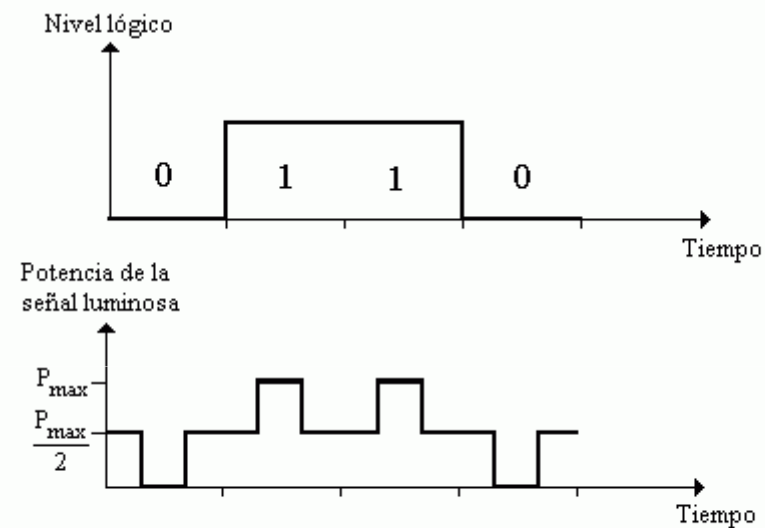 Nivel lógico
0 1 1 0
Tiempo
Potencia de la
señal luminosa
Pmax
Pmax
2
Tiempo